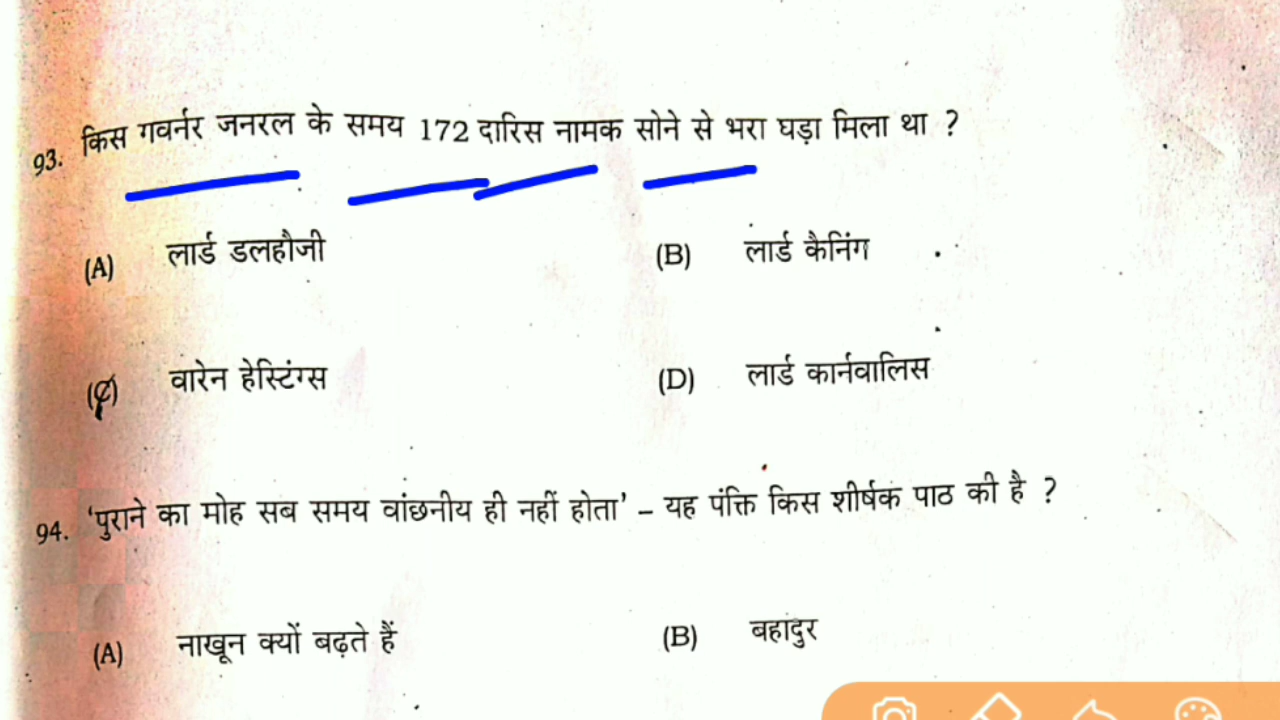 93. किस गवर्नर जनरल के समय 172 दारिस नामक सोने से भरा घड़ा मिला था ?
(A) लार्ड डलहौजी (B) लार्ड कैनिंग
(C) वारेन हेस्टिंग्स (D) लार्ड कार्नवालिस
94. 'पुराने का मोह सब समय वांछनीय ही नहीं होता' – यह पंक्ति किस शीर्षक पाठ की है ?
(A) नाखून क्यों बढ़ते हैं (B) बहादुर